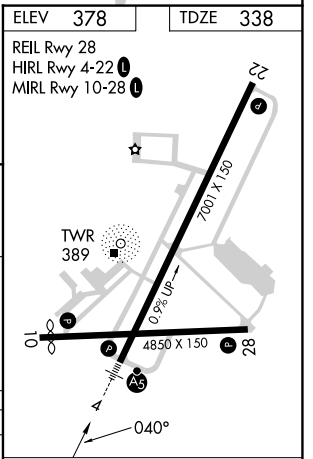 ELEV 378
TDZE 338
REIL Rwy 28
HIRL Rwy 4-22 L
MIRL Rwy 10-28 L
22
P
7001 X 150
TWR
389
0.9% UP
P
10
P
4850 X 150
P
28
A5
4
040°